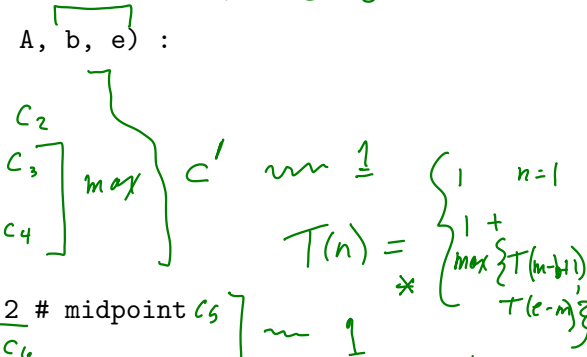 A, b, e) :
C₂
C₃
max } C' ~ 1
C₄
T(n) = { 1 n=1
*
1 +
max {T(m-b+1),
T(e-m)}
2 # midpoint C₅
~ 1
C₆